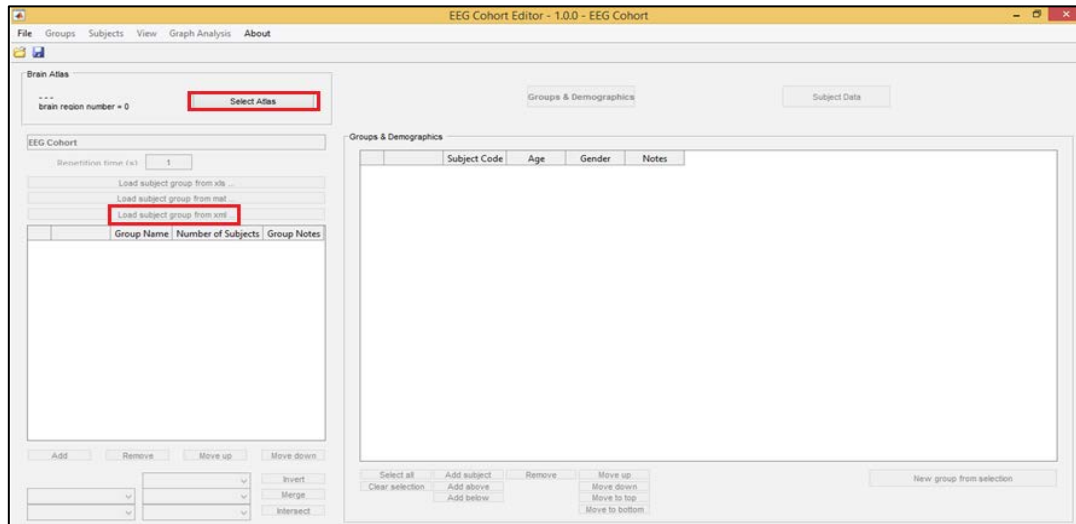 EEG Cohort Editor - 1.0.0 - EEG Cohort
File Groups Subjects View Graph Analysis About
Brain Atlas
- - -
brain region number = 0
Select Atlas
Groups & Demographics
Subject Data
EEG Cohort
Repetition time (s) 1
Load subject group from xls ...
Load subject group from mat ...
Load subject group from xml ...
Group Name Number of Subjects Group Notes
Add Remove Move up Move down
Invert
Merge
Intersect
Groups & Demographics
Subject Code Age Gender Notes
Select all Add subject Remove Move up
Clear selection Add above Move down
Add below Move to top
Move to bottom
New group from selection